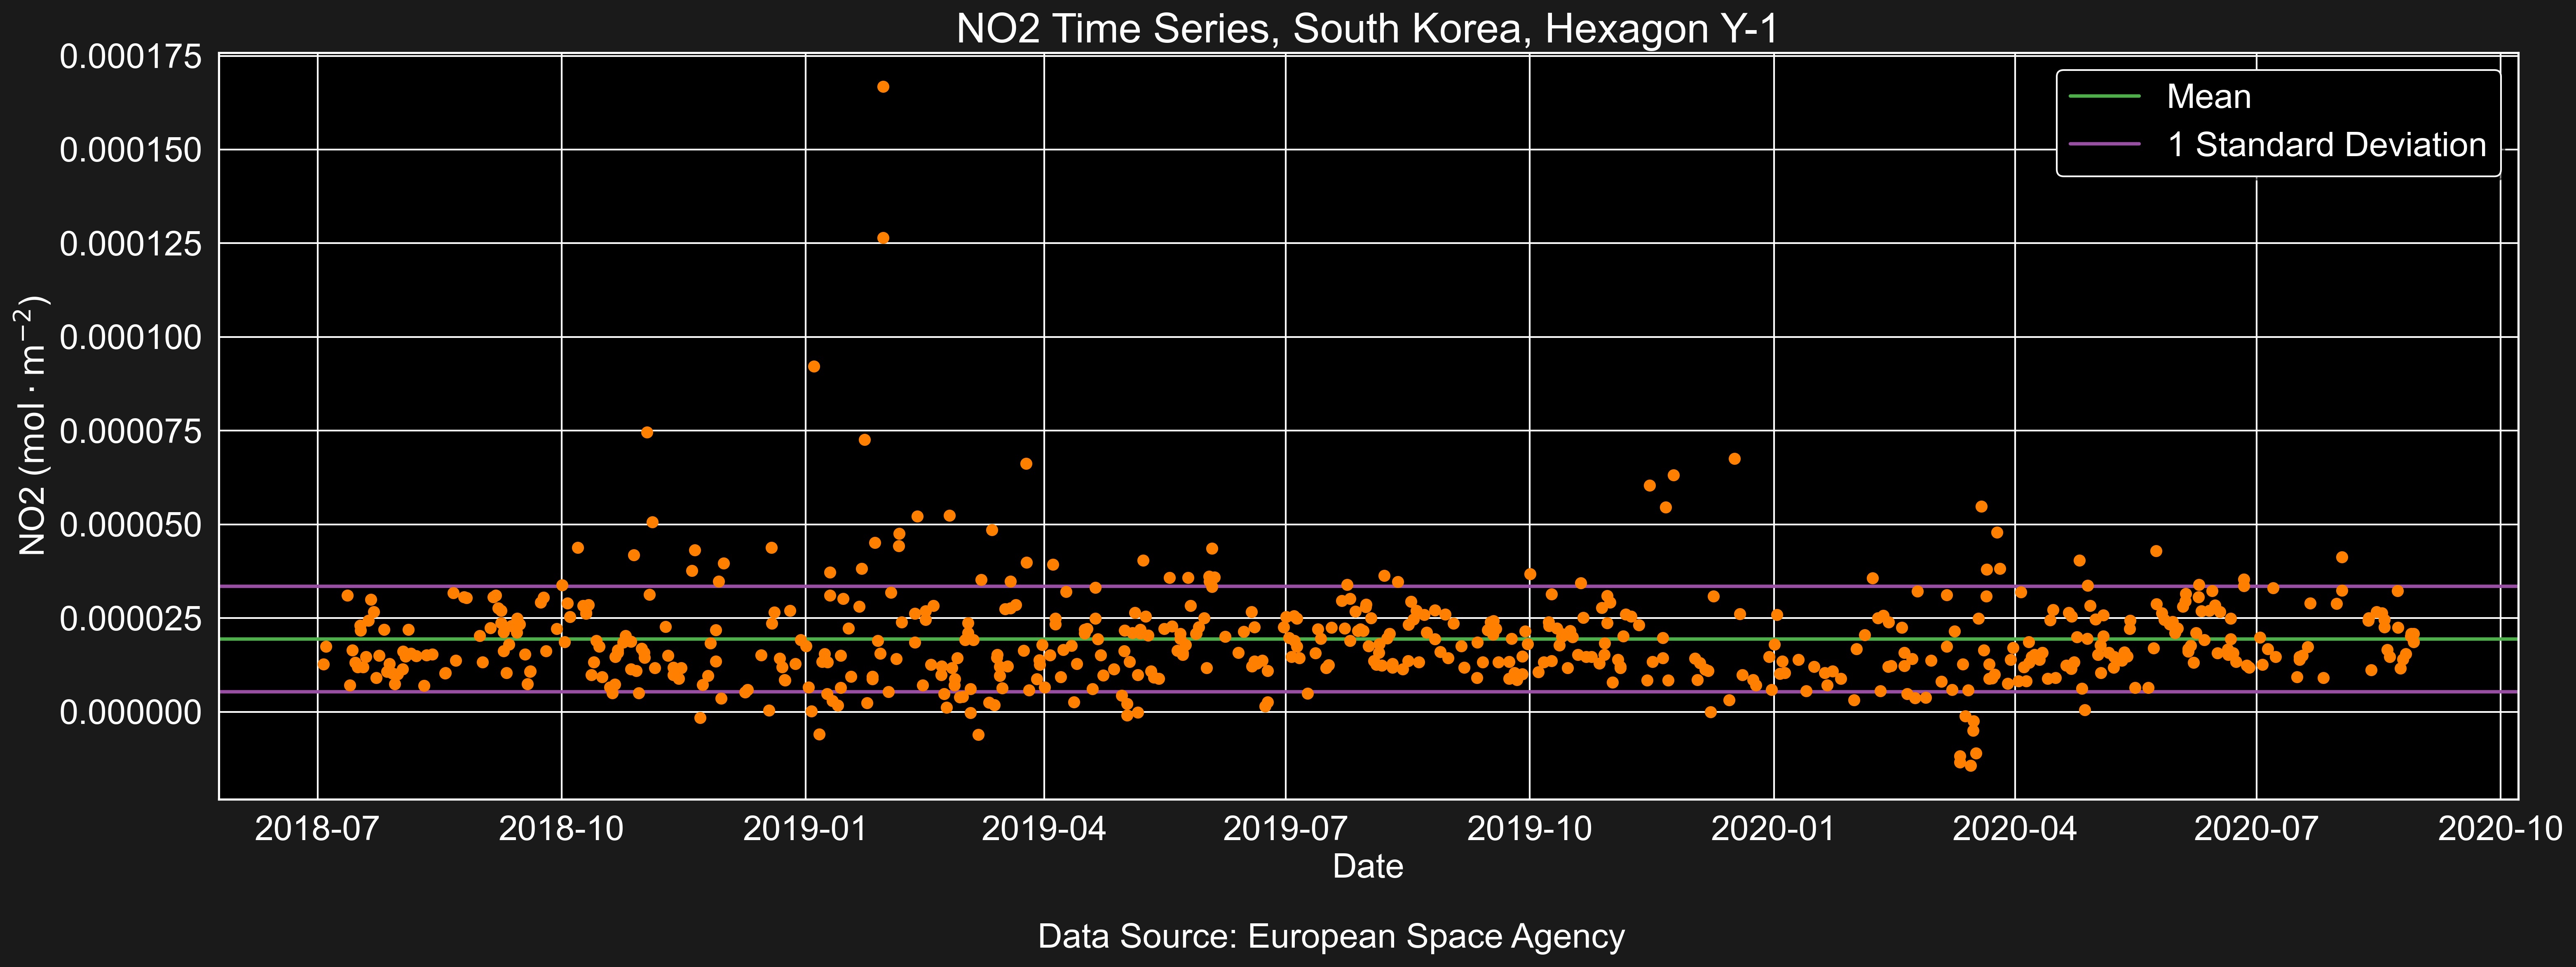 NO2 Time Series, South Korea, Hexagon Y-1
0.000175
0.000150
0.000125
0.000100
0.000075
0.000050
0.000025
0.000000
NO2 (mol · m⁻²)
Mean
1 Standard Deviation
2018-07 2018-10 2019-01 2019-04 2019-07 2019-10 2020-01 2020-04 2020-07 2020-10
Date
Data Source: European Space Agency